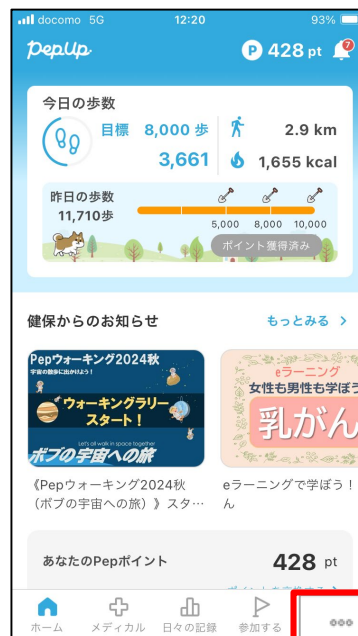 docomo 5G 12:20 93%
PepUp P 428 pt 7
今日の歩数
目標 8,000 歩 2.9 km
3,661 1,655 kcal
昨日の歩数
11,710歩
5,000 8,000 10,000
ポイント獲得済み
健保からのお知らせ もっとみる >
Pepウォーキング2024秋
宇宙の散歩に出かけよう!
ウォーキングラリー
スタート!
Let's all walk in space together
ボブの宇宙への旅
eラーニング
女性も男性も学ぼう
乳がん
《Pepウォーキング2024秋
(ボブの宇宙への旅)》スタ…
eラーニングで学ぼう!
ん
あなたのPepポイント 428 pt
ホーム メディカル 日々の記録 参加する